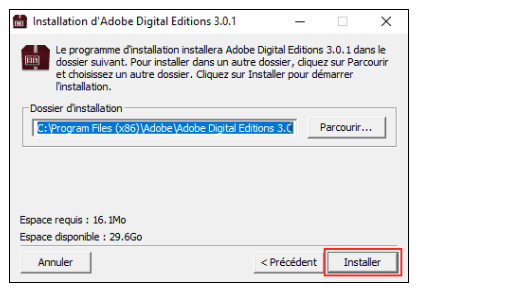 Installation d'Adobe Digital Editions 3.0.1
Le programme d'installation installera Adobe Digital Editions 3.0.1 dans le
dossier suivant. Pour installer dans un autre dossier, cliquez sur Parcourir
et choisissez un autre dossier. Cliquez sur Installer pour démarrer
l'installation.
Dossier d'installation
C:\Program Files (x86)\Adobe\Adobe Digital Editions 3.0
Parcourir...
Espace requis : 16.1Mo
Espace disponible : 29.6Go
Annuler
< Précédent
Installer